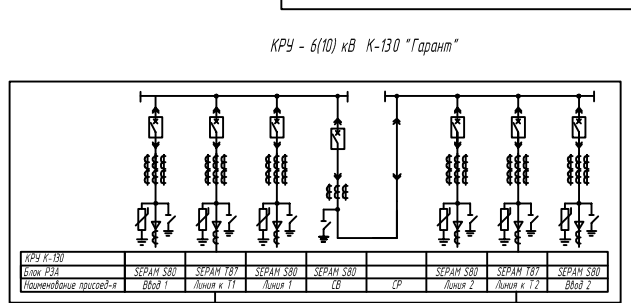 КРУ - 6(10) кВ К-130 "Гарант"
КРУ К-130
Блок РЗА SEPAM S80 SEPAM T87 SEPAM S80 SEPAM S80 SEPAM S80 SEPAM T87 SEPAM S80
Наименование присоед-я Ввод 1 Линия к Т1 Линия 1 СВ СР Линия 2 Линия к Т2 Ввод 2